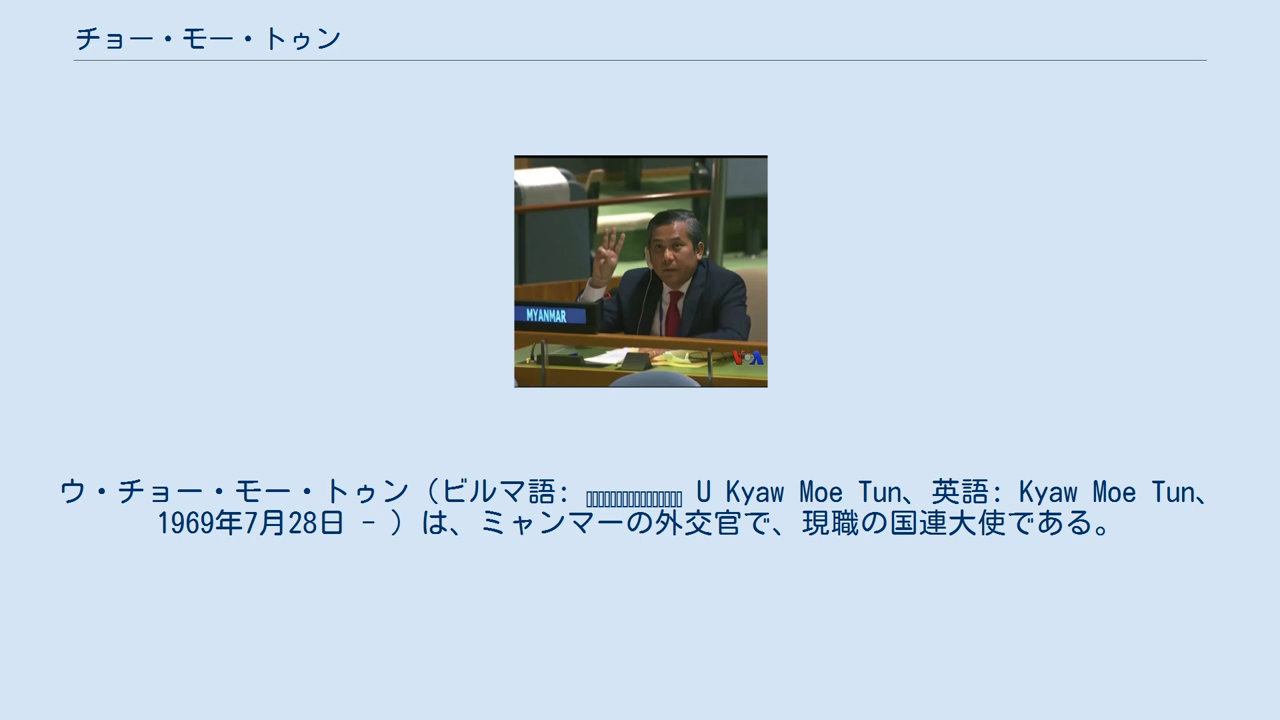 チョー・モー・トゥン
MYANMAR
VOA
ウ・チョー・モー・トゥン（ビルマ語: U Kyaw Moe Tun、英語: Kyaw Moe Tun、
1969年7月28日 - ）は、ミャンマーの外交官で、現職の国連大使である。